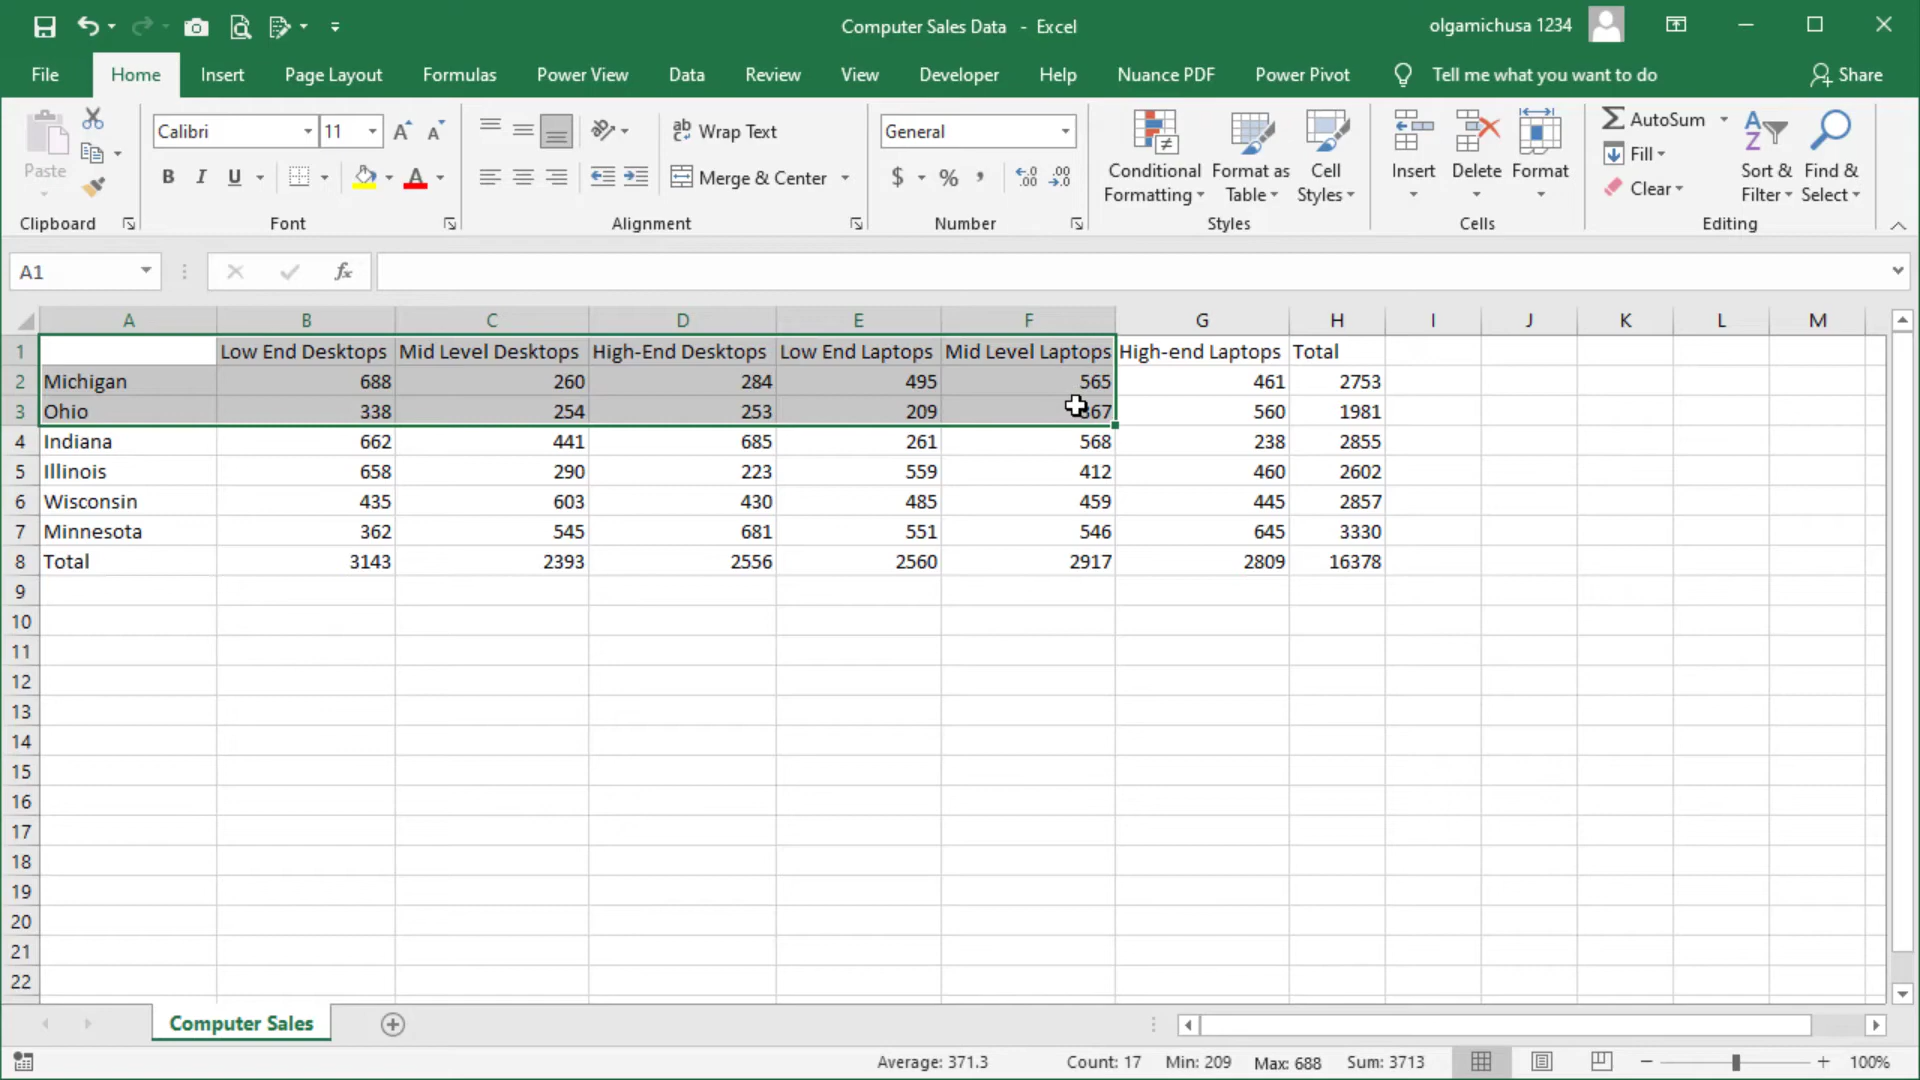 Computer Sales Data - Excel
olgamichusa 1234
File Home Insert Page Layout Formulas Power View Data Review View Developer Help Nuance PDF Power Pivot Tell me what you want to do Share
Calibri 11 Wrap Text General AutoSum
Paste B I U Merge & Center $ % , Conditional Formatting Format as Table Cell Styles Insert Delete Format Fill Clear Sort & Filter Find & Select
Clipboard Font Alignment Number Styles Cells Editing
A1 fx
A B C D E F G H I J K L M
1 Low End Desktops Mid Level Desktops High-End Desktops Low End Laptops Mid Level Laptops High-end Laptops Total
2 Michigan 688 260 284 495 565 461 2753
3 Ohio 338 254 253 209 560 1981
4 Indiana 662 441 685 261 568 238 2855
5 Illinois 658 290 223 559 412 460 2602
6 Wisconsin 435 603 430 485 459 445 2857
7 Minnesota 362 545 681 551 546 645 3330
8 Total 3143 2393 2556 2560 2917 2809 16378
9
10
11
12
13
14
15
16
17
18
19
20
21
22
Computer Sales
Average: 371.3 Count: 17 Min: 209 Max: 688 Sum: 3713 100%